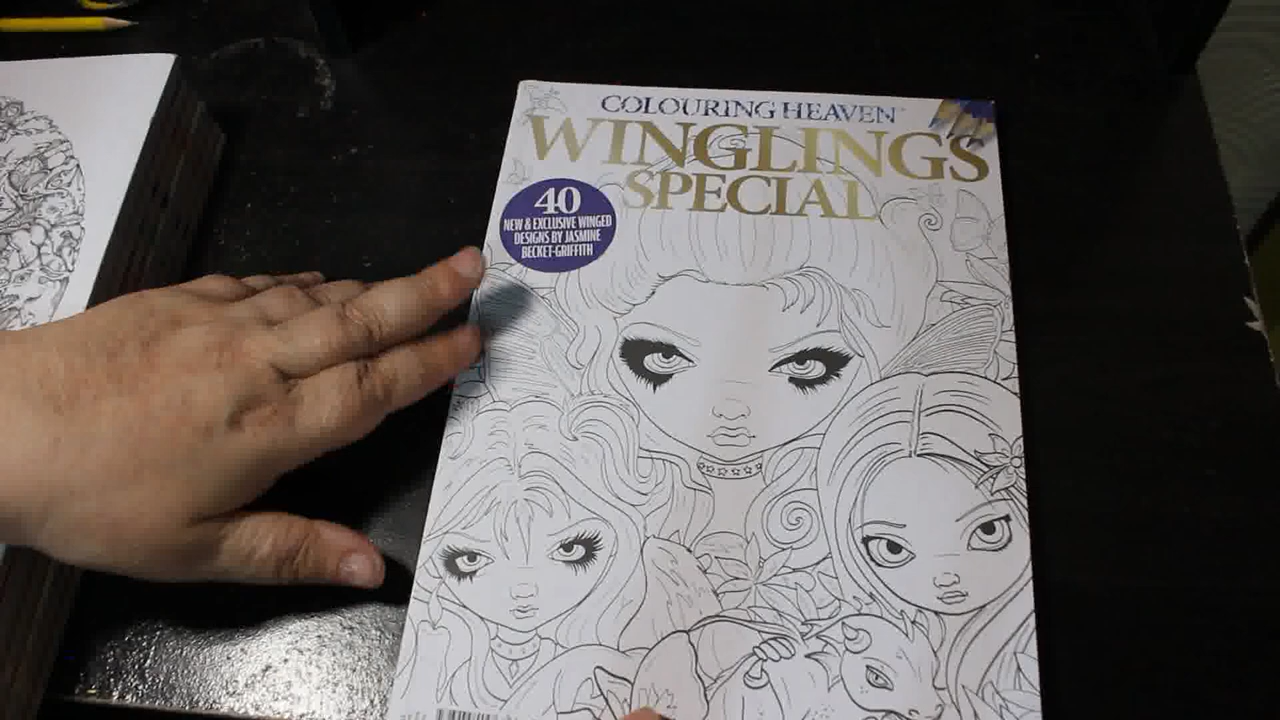 COLOURING HEAVEN
WINGLINGS
SPECIAL
40
NEW & EXCLUSIVE WINGED
DESIGNS BY JASMINE
BECKET-GRIFFITH